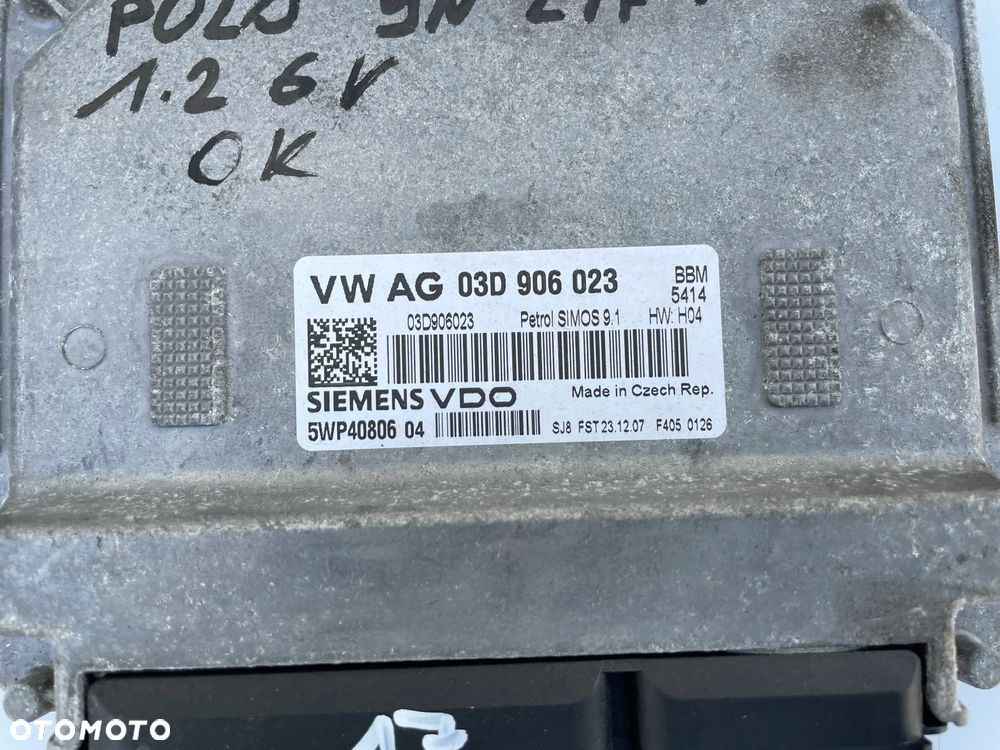 POLO 9N LIFT
1.2 6V
OK
VW AG 03D 906 023 BBM
5414
03D906023 Petrol SIMOS 9.1 HW: H04
SIEMENS VDO Made in Czech Rep.
5WP40806 04 SJ8 FST 23.12.07 F405 0126
OTOMOTO